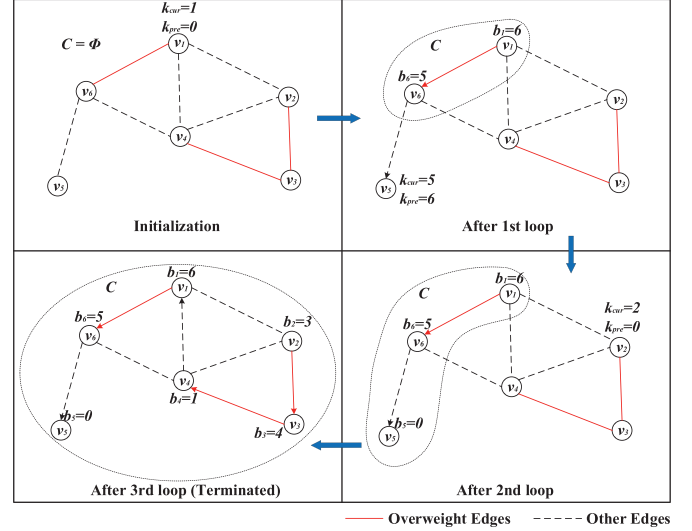 k_cur=1
k_pre=0
C = Φ
v1
v6
v2
v4
v3
v5
Initialization
C
b1=6
v1
b6=5
v6
v2
v4
v3
v5
k_cur=5
k_pre=6
After 1st loop
C
b1=6
v1
b6=5
b2=3
v6
v2
v4
b4=1
b5=0
v5
v3
b3=4
After 3rd loop (Terminated)
C
b1=6
v1
b6=5
k_cur=2
k_pre=0
v6
v2
v4
b5=0
v5
v3
After 2nd loop
Overweight Edges
Other Edges